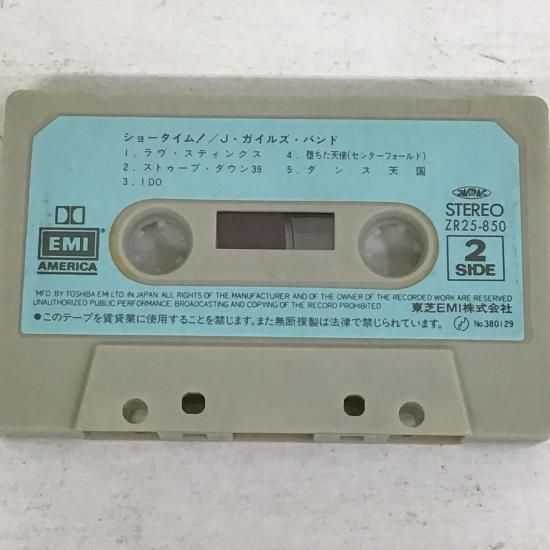 ショータイム!／J・ガイルズ・バンド
1. ラヴ・スティンクス
2. ストゥープ・ダウン39
3. I DO
4. 堕ちた天使(センターフォールド)
5. ダンス天国
JASRAC
STEREO
ZR25-850
2
SIDE
EMI
AMERICA
"MFD. BY TOSHIBA EMI LTD. IN JAPAN. ALL RIGHTS OF THE MANUFACTURER AND OF THE OWNER OF THE RECORDED WORK ARE RESERVED
UNAUTHORIZED PUBLIC PERFORMANCE, BROADCASTING AND COPYING OF THE RECORD PROHIBITED" 東芝EMI株式会社
●このテープを賃貸業に使用することを禁じます。また無断複製は法律で禁じられています。 No.380129